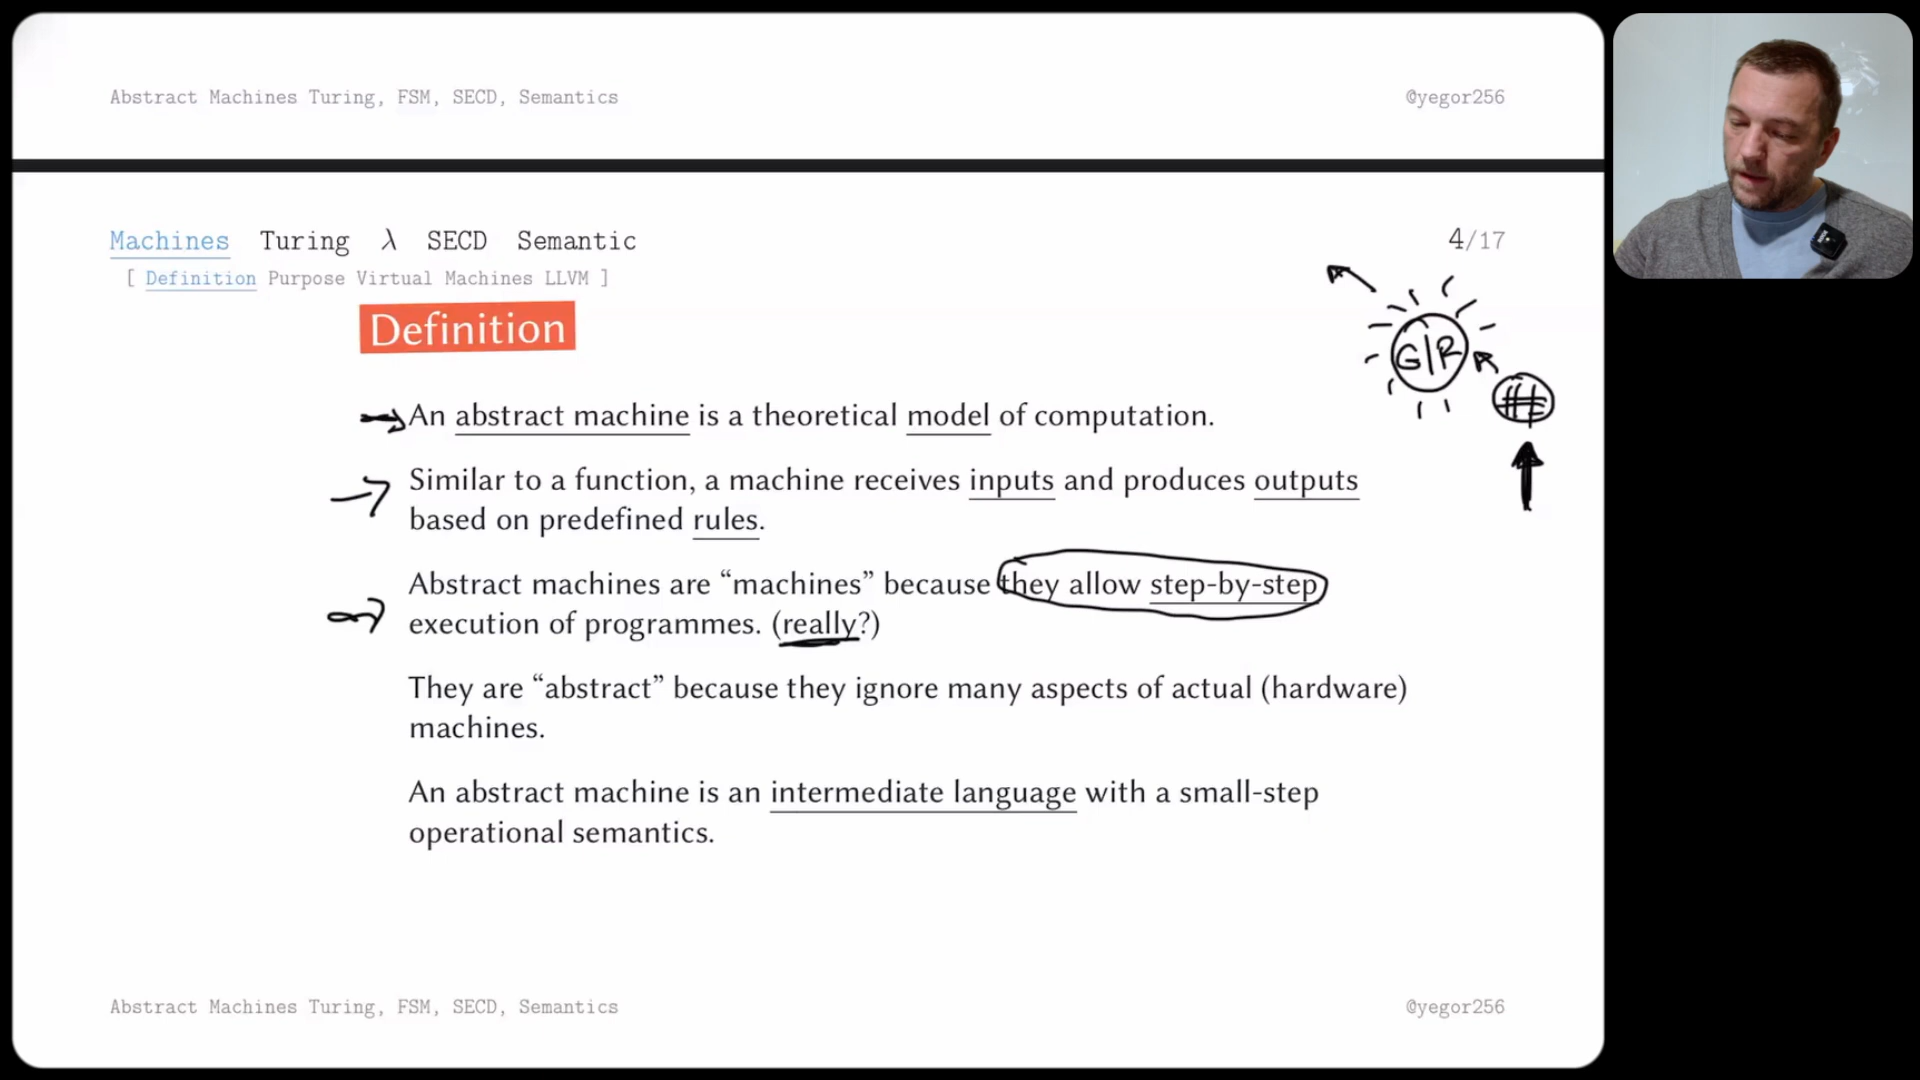 Abstract Machines Turing, FSM, SECD, Semantics @yegor256
Machines Turing λ SECD Semantic 4/17
[ Definition Purpose Virtual Machines LLVM ]
Definition
G|R
#
An abstract machine is a theoretical model of computation.
Similar to a function, a machine receives inputs and produces outputs
based on predefined rules.
Abstract machines are “machines” because they allow step-by-step
execution of programmes. (really?)
They are “abstract” because they ignore many aspects of actual (hardware)
machines.
An abstract machine is an intermediate language with a small-step
operational semantics.
Abstract Machines Turing, FSM, SECD, Semantics @yegor256